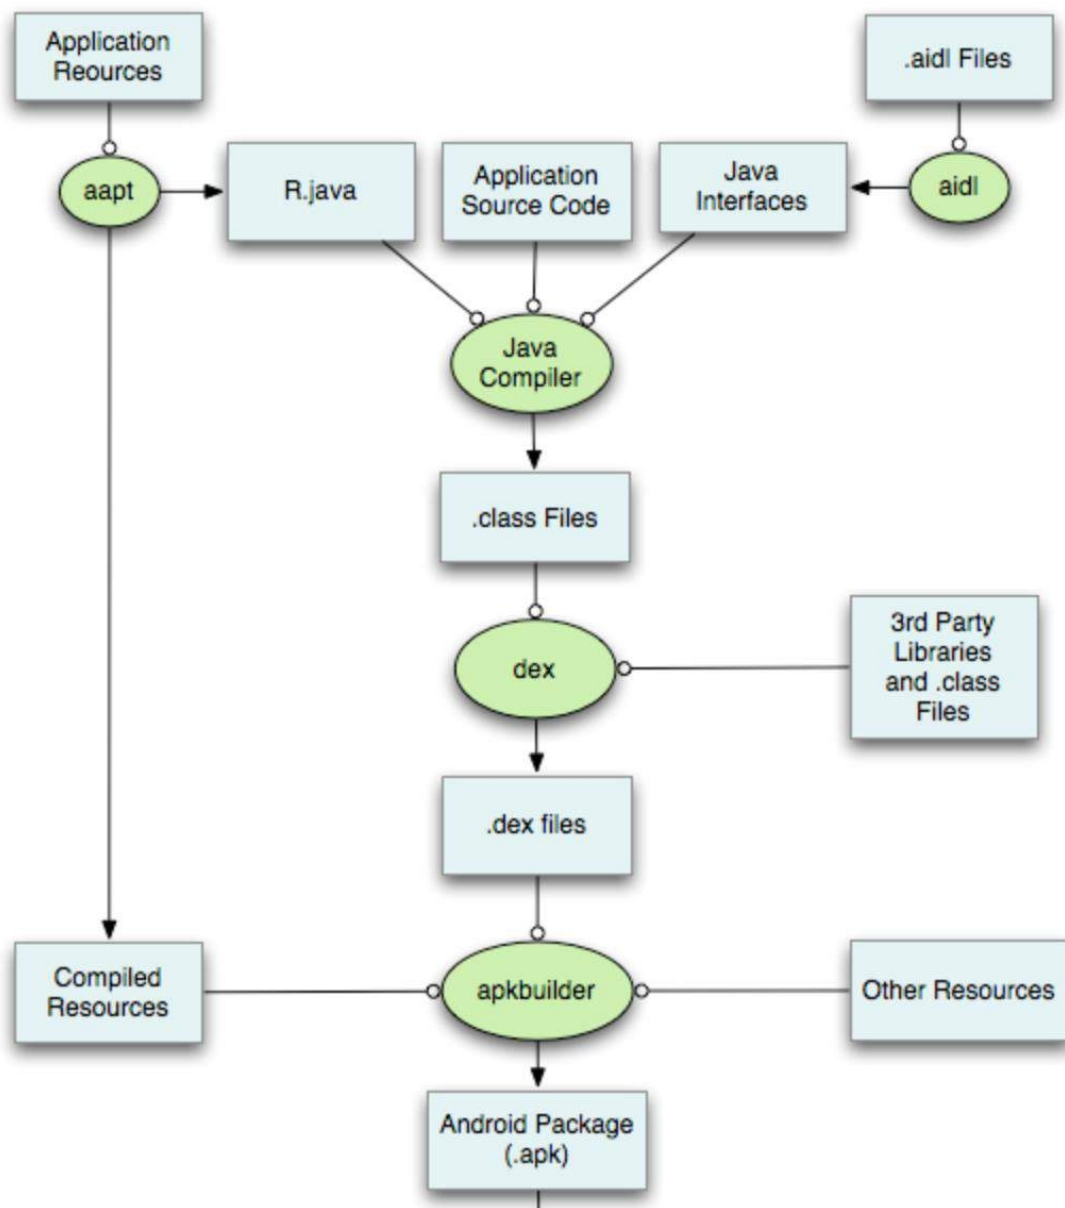 Application
Reources
.aidl Files
aapt
R.java
Application
Source Code
Java
Interfaces
aidl
Java
Compiler
.class Files
dex
3rd Party
Libraries
and .class
Files
.dex files
Compiled
Resources
apkbuilder
Other Resources
Android Package
(.apk)